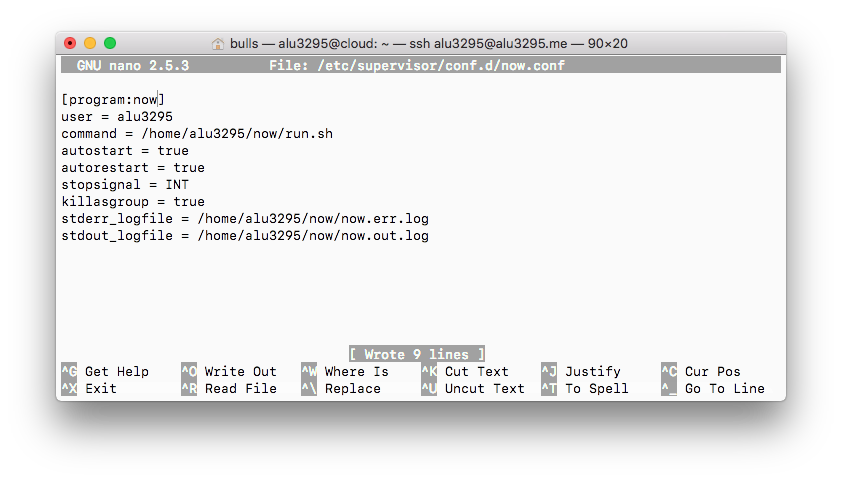 bulls — alu3295@cloud: ~ — ssh alu3295@alu3295.me — 90×20
GNU nano 2.5.3 File: /etc/supervisor/conf.d/now.conf
[program:now]
user = alu3295
command = /home/alu3295/now/run.sh
autostart = true
autorestart = true
stopsignal = INT
killasgroup = true
stderr_logfile = /home/alu3295/now/now.err.log
stdout_logfile = /home/alu3295/now/now.out.log
[ Wrote 9 lines ]
^G Get Help ^O Write Out ^W Where Is ^K Cut Text ^J Justify ^C Cur Pos
^X Exit ^R Read File ^\ Replace ^U Uncut Text ^T To Spell ^_ Go To Line